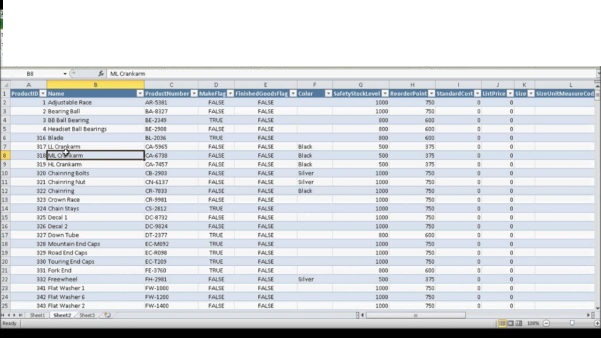 B8 fx ML Crankarm
A B C D E F G H I J K L
1 ProductID Name ProductNumber MakeFlag FinishedGoodsFlag Color SafetyStockLevel ReorderPoint StandardCost ListPrice Size SizeUnitMeasureCod
2 1 Adjustable Race AR-5381 FALSE FALSE 1000 750 0 0
3 2 Bearing Ball BA-8327 FALSE FALSE 1000 750 0 0
4 3 BB Ball Bearing BE-2349 TRUE FALSE 800 600 0 0
5 4 Headset Ball Bearings BE-2908 FALSE FALSE 800 600 0 0
6 316 Blade BL-2036 TRUE FALSE 800 600 0 0
7 317 LL Crankarm CA-5965 FALSE FALSE Black 500 375 0 0
8 318 ML Crankarm CA-6738 FALSE FALSE Black 500 375 0 0
9 319 HL Crankarm CA-7457 FALSE FALSE Black 500 375 0 0
10 320 Chainring Bolts CB-2903 FALSE FALSE Silver 1000 750 0 0
11 321 Chainring Nut CN-6137 FALSE FALSE Silver 1000 750 0 0
12 322 Chainring CR-7833 FALSE FALSE Black 1000 750 0 0
13 323 Crown Race CR-9981 FALSE FALSE 1000 750 0 0
14 324 Chain Stays CS-2812 TRUE FALSE 1000 750 0 0
15 325 Decal 1 DC-8732 FALSE FALSE 1000 750 0 0
16 326 Decal 2 DC-9824 FALSE FALSE 1000 750 0 0
17 327 Down Tube DT-2377 TRUE FALSE 800 600 0 0
18 328 Mountain End Caps EC-M092 TRUE FALSE 1000 750 0 0
19 329 Road End Caps EC-R098 TRUE FALSE 1000 750 0 0
20 330 Touring End Caps EC-T209 TRUE FALSE 1000 750 0 0
21 331 Fork End FE-3760 TRUE FALSE 800 600 0 0
22 332 Freewheel FH-2981 FALSE FALSE Silver 500 375 0 0
23 341 Flat Washer 1 FW-1000 FALSE FALSE 1000 750 0 0
24 342 Flat Washer 6 FW-1200 FALSE FALSE 1000 750 0 0
25 343 Flat Washer 2 FW-1400 FALSE FALSE 1000 750 0 0
Sheet1 Sheet2 Sheet3
Ready 100%